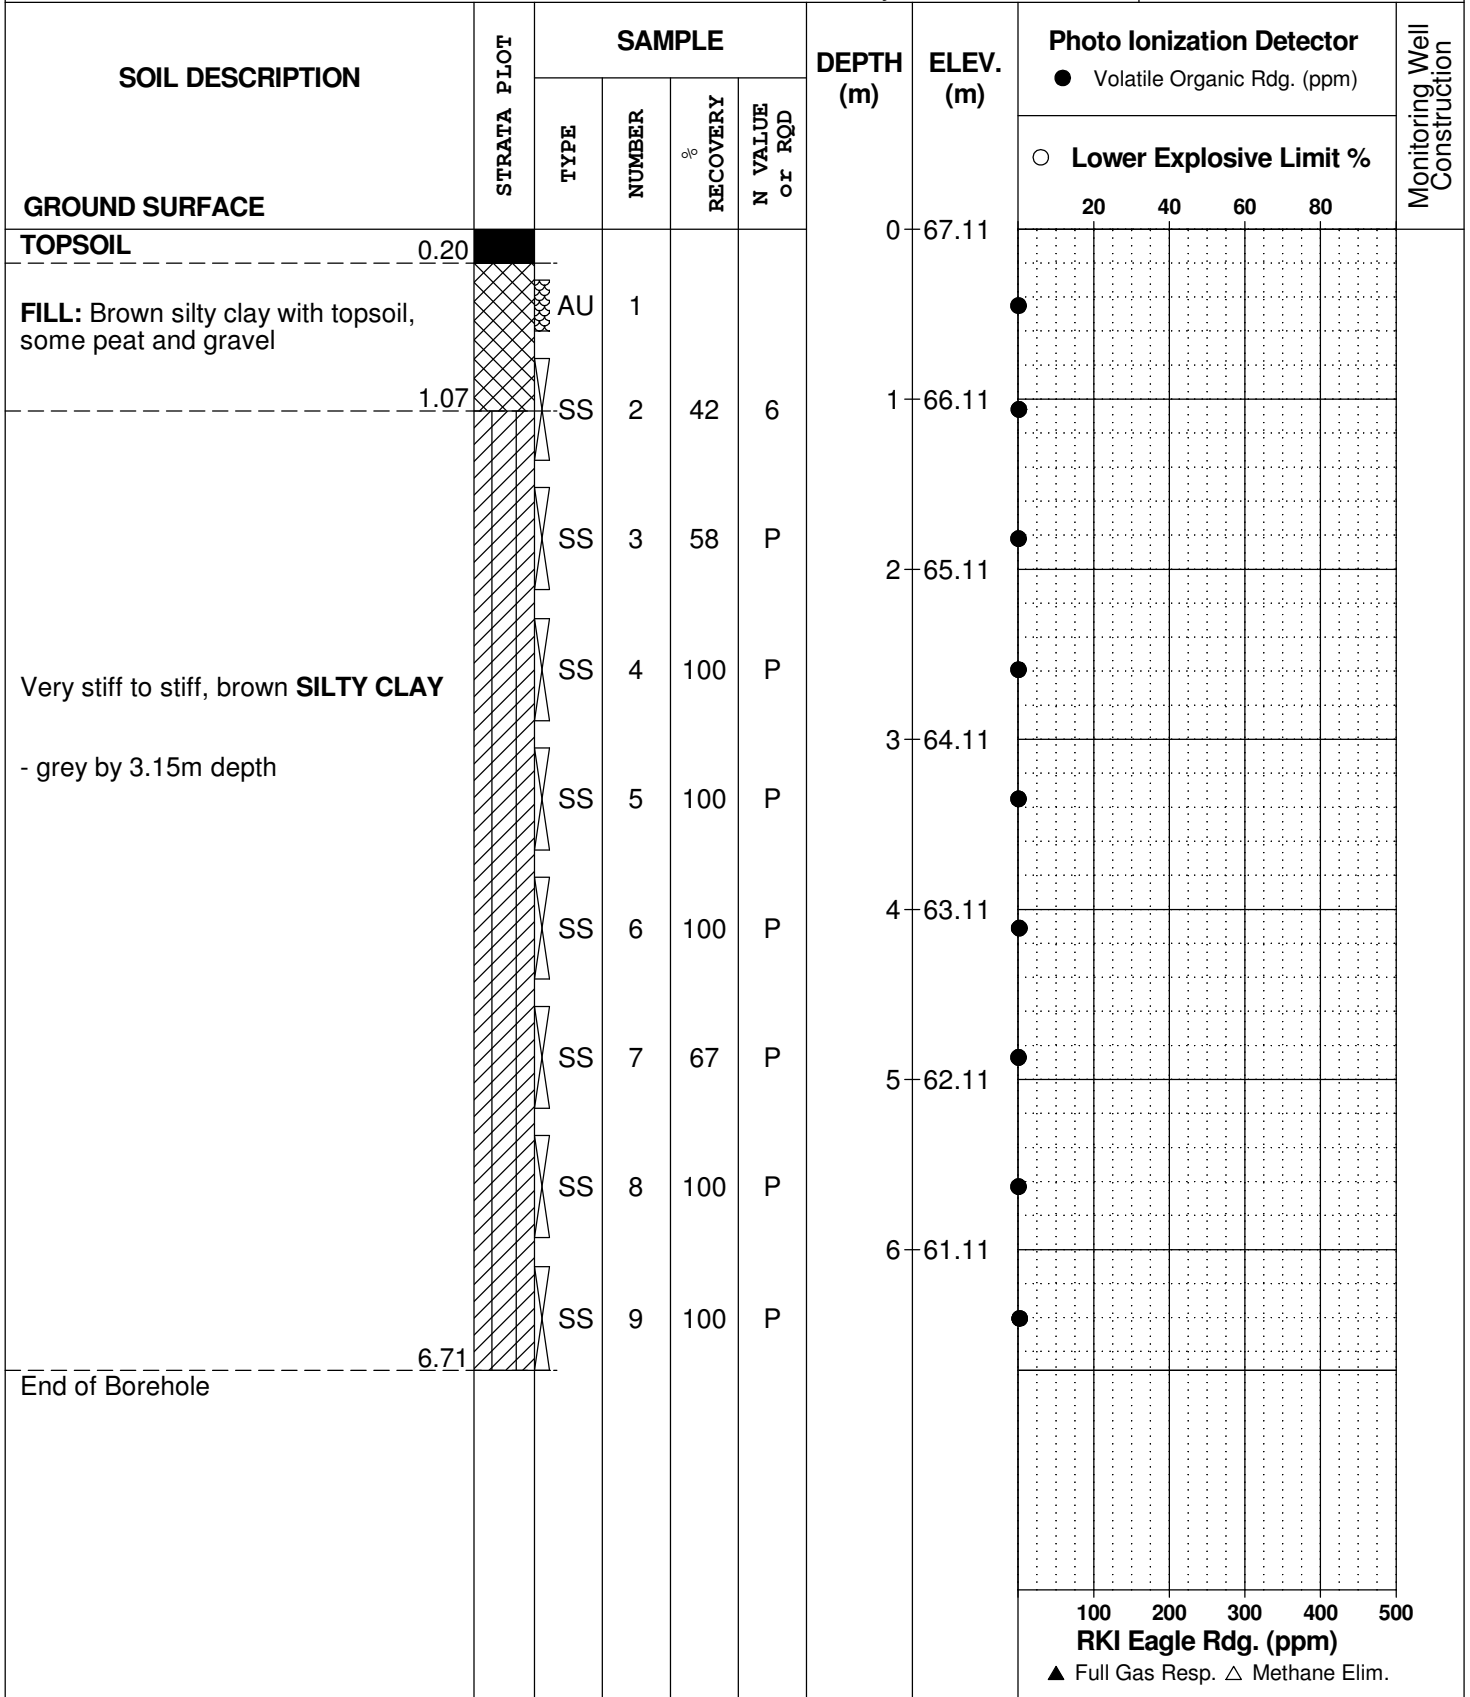 SOIL DESCRIPTION
GROUND SURFACE
STRATA PLOT
SAMPLE
TYPE
NUMBER
%
RECOVERY
N VALUE
or RQD
DEPTH
(m)
ELEV.
(m)
Photo Ionization Detector
● Volatile Organic Rdg. (ppm)
○ Lower Explosive Limit %
20 40 60 80
Monitoring Well
Construction
0 67.11
TOPSOIL 0.20
FILL: Brown silty clay with topsoil,
some peat and gravel
AU 1
1.07
SS 2 42 6
1 66.11
SS 3 58 P
2 65.11
SS 4 100 P
Very stiff to stiff, brown SILTY CLAY
3 64.11
- grey by 3.15m depth
SS 5 100 P
4 63.11
SS 6 100 P
SS 7 67 P
5 62.11
SS 8 100 P
6 61.11
SS 9 100 P
6.71
End of Borehole
100 200 300 400 500
RKI Eagle Rdg. (ppm)
▲ Full Gas Resp. △ Methane Elim.